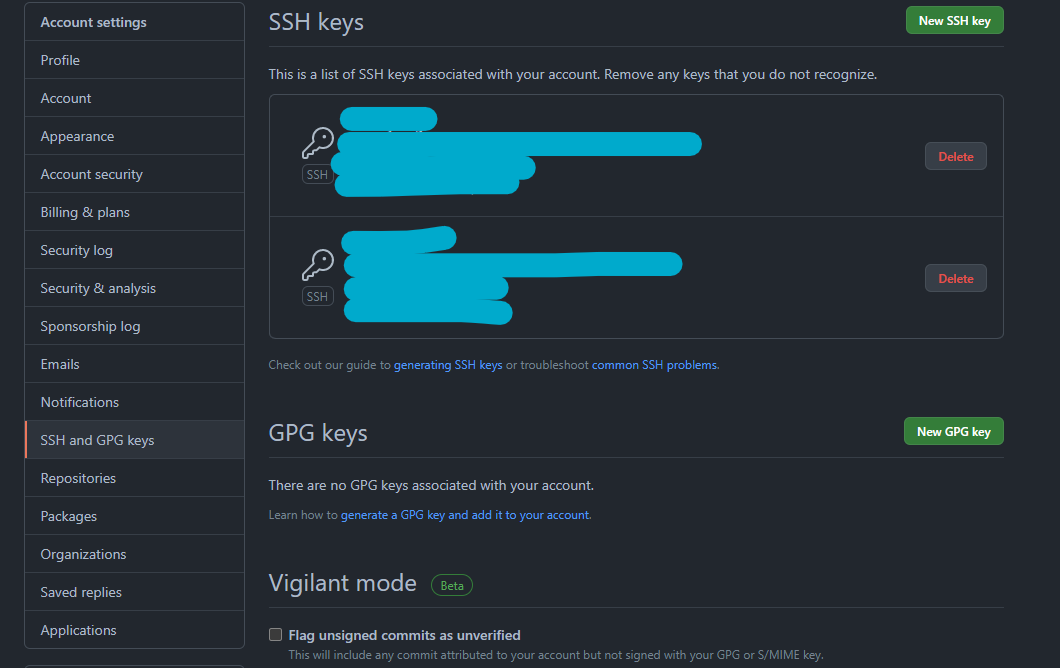 Account settings
Profile
Account
Appearance
Account security
Billing & plans
Security log
Security & analysis
Sponsorship log
Emails
Notifications
SSH and GPG keys
Repositories
Packages
Organizations
Saved replies
Applications
SSH keys
New SSH key
This is a list of SSH keys associated with your account. Remove any keys that you do not recognize.
SSH
Delete
SSH
Delete
Check out our guide to generating SSH keys or troubleshoot common SSH problems.
GPG keys
New GPG key
There are no GPG keys associated with your account.
Learn how to generate a GPG key and add it to your account.
Vigilant mode
Beta
Flag unsigned commits as unverified
This will include any commit attributed to your account but not signed with your GPG or S/MIME key.